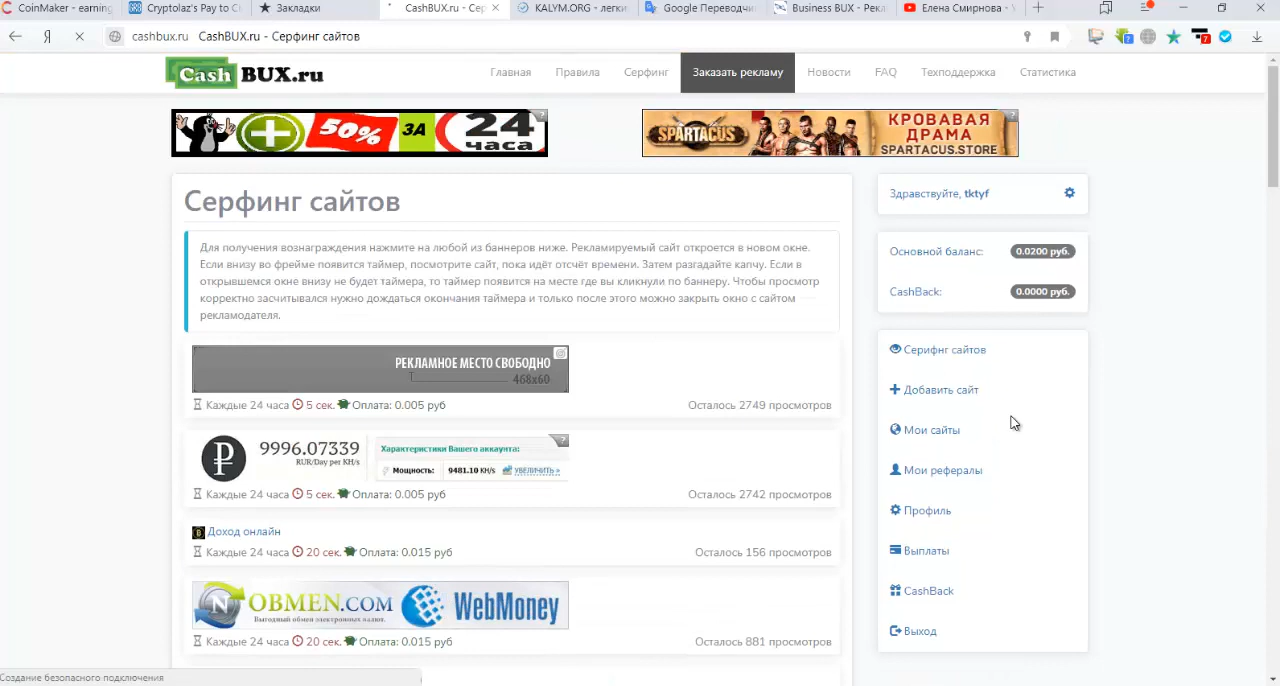 CoinMaker - earning
Cryptolaz's Pay to Cl
Закладки
CashBUX.ru - Сер
KALYM.ORG - легки
Google Переводчи
Business BUX - Рекл
Елена Смирнова - Y
cashbux.ru CashBUX.ru - Серфинг сайтов
Cash BUX.ru
Главная Правила Серфинг Заказать рекламу Новости FAQ Техподдержка Статистика
50% ЗА 24 часа
SPARTACUS КРОВАВАЯ ДРАМА SPARTACUS.STORE
Серфинг сайтов
Для получения вознаграждения нажмите на любой из баннеров ниже. Рекламируемый сайт откроется в новом окне.
Если внизу во фрейме появится таймер, посмотрите сайт, пока идёт отсчёт времени. Затем разгадайте капчу. Если в
открывшемся окне внизу не будет таймера, то таймер появится на месте где вы кликнули по баннеру. Чтобы просмотр
корректно засчитывался нужно дождаться окончания таймера и только после этого можно закрыть окно с сайтом
рекламодателя.
РЕКЛАМНОЕ МЕСТО СВОБОДНО
468x60
Каждые 24 часа 5 сек. Оплата: 0.005 руб Осталось 2749 просмотров
9996.07339
RUR/Day per KH/s
Характеристики Вашего аккаунта:
Мощность: 9481.10 KH/s УВЕЛИЧИТЬ »
Каждые 24 часа 5 сек. Оплата: 0.005 руб Осталось 2742 просмотров
Доход онлайн
Каждые 24 часа 20 сек. Оплата: 0.015 руб Осталось 156 просмотров
N OBMEN.COM WebMoney
Выгодный обмен электронных валют.
Каждые 24 часа 20 сек. Оплата: 0.015 руб Осталось 881 просмотров
Здравствуйте, tktyf
Основной баланс: 0.0200 руб.
CashBack: 0.0000 руб.
Серифнг сайтов
Добавить сайт
Мои сайты
Мои рефералы
Профиль
Выплаты
CashBack
Выход
Создание безопасного подключения